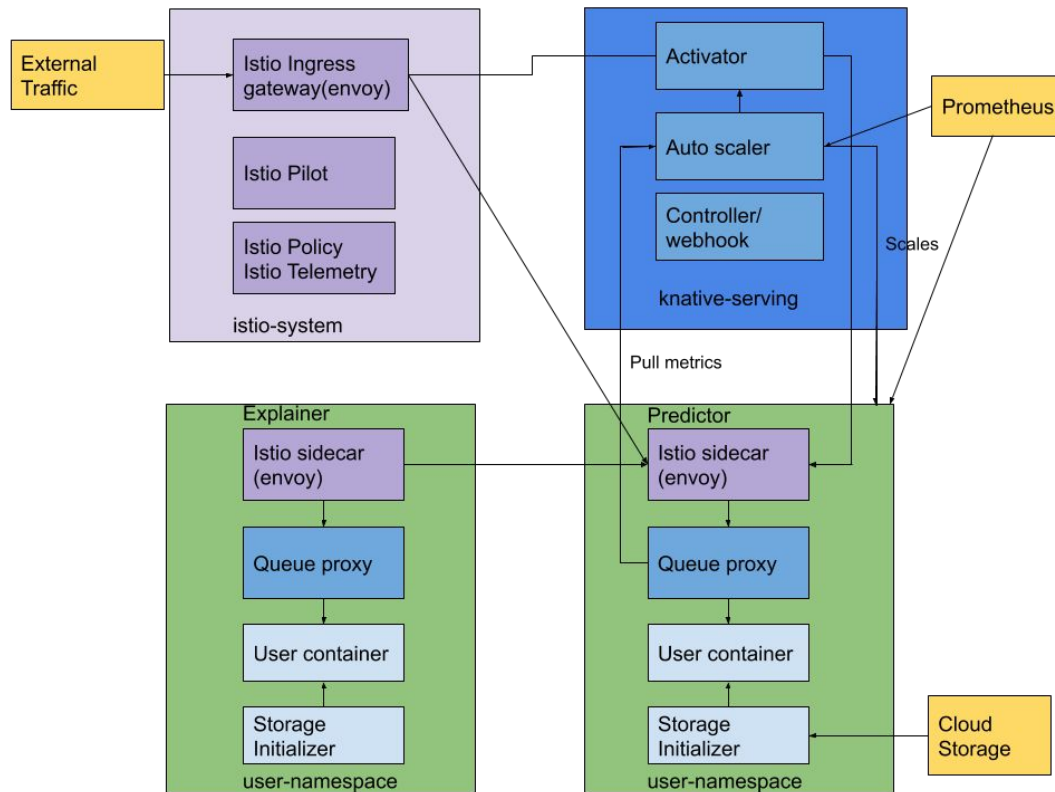 External
Traffic
Istio Ingress
gateway(envoy)
Istio Pilot
Istio Policy
Istio Telemetry
istio-system
Activator
Auto scaler
Controller/
webhook
knative-serving
Prometheus
Scales
Pull metrics
Explainer
Istio sidecar
(envoy)
Queue proxy
User container
Storage
Initializer
user-namespace
Predictor
Istio sidecar
(envoy)
Queue proxy
User container
Storage
Initializer
user-namespace
Cloud
Storage